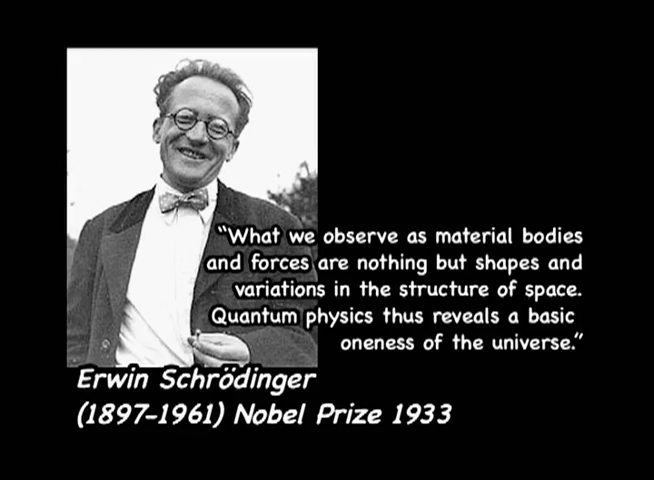 "What we observe as material bodies
and forces are nothing but shapes and
variations in the structure of space.
Quantum physics thus reveals a basic
oneness of the universe."
Erwin Schrödinger
(1897-1961) Nobel Prize 1933